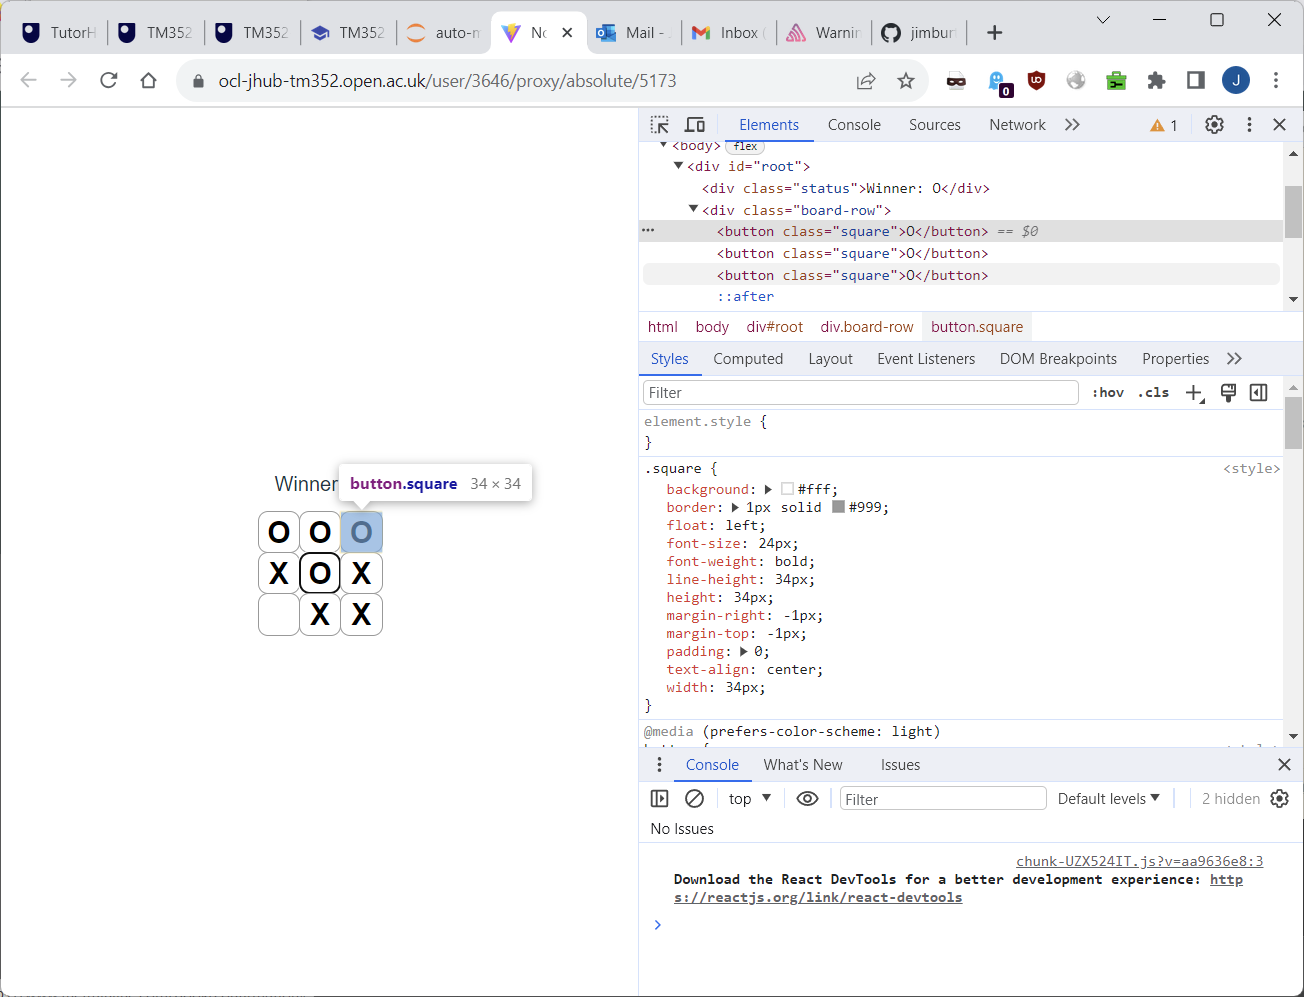 TutorH
TM352
TM352
TM352
auto-m
No
Mail -
Inbox (
Warnin
jimbur
ocl-jhub-tm352.open.ac.uk/user/3646/proxy/absolute/5173
0
J
Elements Console Sources Network 1
<body> flex
<div id="root">
<div class="status">Winner: O</div>
<div class="board-row">
<button class="square">O</button> == $0
<button class="square">O</button>
<button class="square">O</button>
::after
html body div#root div.board-row button.square
Styles Computed Layout Event Listeners DOM Breakpoints Properties
Filter :hov .cls
element.style {
}
.square { <style>
background: #fff;
border: 1px solid #999;
float: left;
font-size: 24px;
font-weight: bold;
line-height: 34px;
height: 34px;
margin-right: -1px;
margin-top: -1px;
padding: 0;
text-align: center;
width: 34px;
}
@media (prefers-color-scheme: light)
Winner
button.square 34 × 34
O O O
X O X
X X
Console What's New Issues
top Filter Default levels 2 hidden
No Issues
chunk-UZX524IT.js?v=aa9636e8:3
Download the React DevTools for a better development experience: http
s://reactjs.org/link/react-devtools